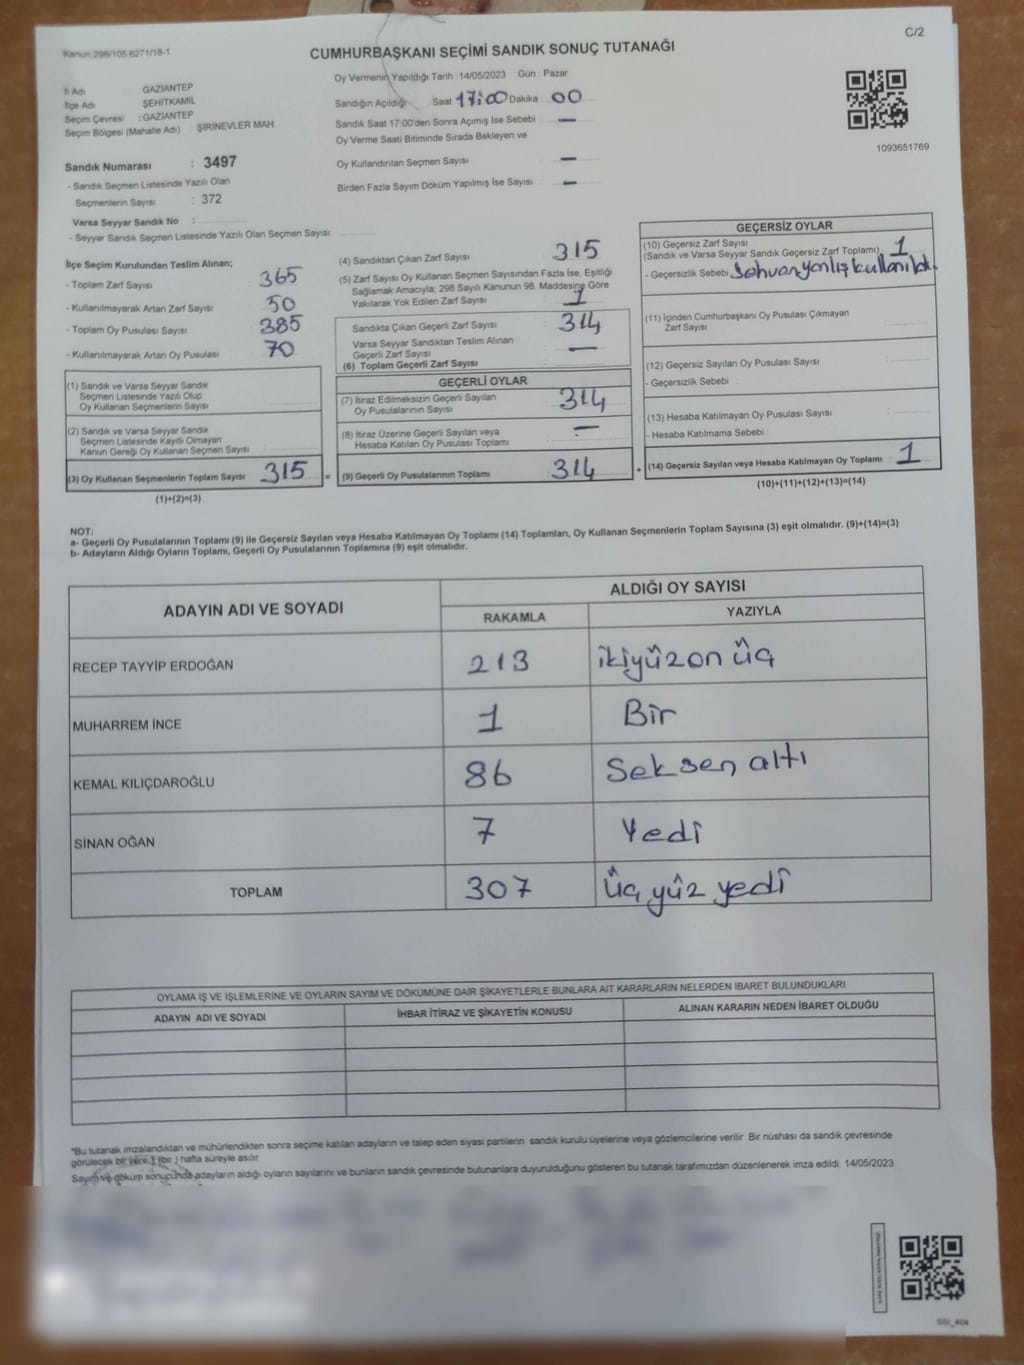 Kanun:298/105.6271/18-1
C/2
CUMHURBAŞKANI SEÇİMİ SANDIK SONUÇ TUTANAĞI
İl Adı GAZİANTEP
İlçe Adı ŞEHİTKAMİL
Seçim Çevresi : GAZİANTEP
Seçim Bölgesi (Mahalle Adı) ŞİRİNEVLER MAH
Sandık Numarası : 3497
- Sandık Seçmen Listesinde Yazılı Olan
Seçmenlerin Sayısı : 372
Varsa Seyyar Sandık No :
- Seyyar Sandık Seçmen Listesinde Yazılı Olan Seçmen Sayısı:
Oy Vermenin Yapıldığı Tarih 14/05/2023 Gün : Pazar
Sandığın Açıldığı Saat 17:00 Dakika 00
Sandık Saat 17:00'den Sonra Açımış İse Sebebi : —
Oy Verme Saati Bitiminde Sırada Bekleyen ve
Oy Kullandırılan Seçmen Sayısı —
Birden Fazla Sayım Döküm Yapılmış İse Sayısı : —
1093651769
İlçe Seçim Kurulundan Teslim Alınan;
- Toplam Zarf Sayısı 365
- Kullanılmayarak Artan Zarf Sayısı : 50
- Toplam Oy Pusulası Sayısı : 385
- Kullanılmayarak Artan Oy Pusulası : 70
(1) Sandık ve Varsa Seyyar Sandık
Seçmen Listesinde Yazılı Olup
Oy Kullanan Seçmenlerin Sayısı
(2) Sandık ve Varsa Seyyar Sandık
Seçmen Listesinde Kayıtlı Olmayan
Kanun Gereği Oy Kullanan Seçmen Sayısı
(3) Oy Kullanan Seçmenlerin Toplam Sayısı 315 =
(1)+(2)=(3)
(4) Sandıktan Çıkan Zarf Sayısı 315
(5) Zarf Sayısı Oy Kullanan Seçmen Sayısından Fazla İse, Eşitliği
Sağlamak Amacıyla; 298 Sayılı Kanunun 98. Maddesine Göre
Yakılarak Yok Edilen Zarf Sayısı 1
Sandıkta Çıkan Geçerli Zarf Sayısı : 314
Varsa Seyyar Sandıktan Teslim Alınan
Geçerli Zarf Sayısı —
(6) Toplam Geçerli Zarf Sayısı
GEÇERLİ OYLAR
(7) İtiraz Edilmeksizin Geçerli Sayılan
Oy Pusulalarının Sayısı 314
(8) İtiraz Üzerine Geçerli Sayılan veya
Hesaba Katılan Oy Pusulası Toplamı —
(9) Geçerli Oy Pusulalarının Toplamı 314 +
GEÇERSİZ OYLAR
(10) Geçersiz Zarf Sayısı
(Sandık ve Varsa Seyyar Sandık Geçersiz Zarf Toplamı) 1
- Geçersizlik Sebebi Sehven yanlış kullanılak
(11) İçinden Cumhurbaşkanı Oy Pusulası Çıkmayan
Zarf Sayısı
(12) Geçersiz Sayılan Oy Pusulası Sayısı
- Geçersizlik Sebebi :
(13) Hesaba Katılmayan Oy Pusulası Sayısı
- Hesaba Katılmama Sebebi
(14) Geçersiz Sayılan veya Hesaba Katılmayan Oy Toplamı : 1
(10)+(11)+(12)+(13)=(14)
NOT:
a- Geçerli Oy Pusulalarının Toplamı (9) ile Geçersiz Sayılan veya Hesaba Katılmayan Oy Toplamı (14) Toplamları, Oy Kullanan Seçmenlerin Toplam Sayısına (3) eşit olmalıdır. (9)+(14)=(3)
b- Adayların Aldığı Oyların Toplamı, Geçerli Oy Pusulalarının Toplamına (9) eşit olmalıdır.
ADAYIN ADI VE SOYADI
ALDIĞI OY SAYISI
RAKAMLA YAZIYLA
RECEP TAYYİP ERDOĞAN 213 ikiyüzon üç
MUHARREM İNCE 1 Bir
KEMAL KILIÇDAROĞLU 86 Seksen altı
SİNAN OĞAN 7 Yedi
TOPLAM 307 üç yüz yedi
OYLAMA İŞ VE İŞLEMLERİNE VE OYLARIN SAYIM VE DÖKÜMÜNE DAİR ŞİKAYETLERLE BUNLARA AİT KARARLARIN NELERDEN İBARET BULUNDUKLARI
ADAYIN ADI VE SOYADI İHBAR İTİRAZ VE ŞİKAYETİN KONUSU ALINAN KARARIN NEDEN İBARET OLDUĞU
*Bu tutanak imzalandıktan ve mühürlendikten sonra seçime katılan adayların ve talep eden siyasi partilerin sandık kurulu üyelerine veya gözlemcilerine verilir. Bir nüshası da sandık çevresinde
görülecek bir yere 1 (bir ) hafta süreyle asılır.
Sayım ve döküm sonucunda adayların aldığı oyların sayılarını ve bunların sandık çevresinde bulunanlara duyurulduğunu gösteren bu tutanak tarafımızdan düzenlenerek imza edildi. 14/05/2023